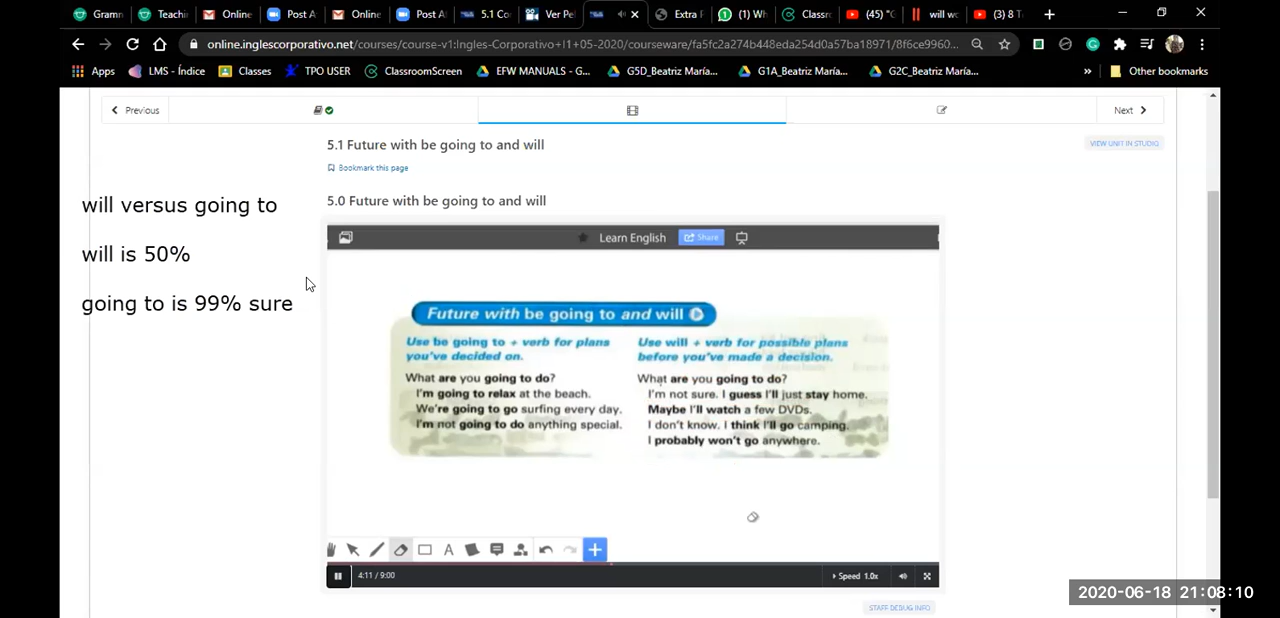 Gramn
Teachin
Online
Post A
Online
Post A
5.1 Co
Ver Pe
Extra F
(1) Wh
Classro
(45) "G
will wo
(3) 8 T
online.inglescorporativo.net/courses/course-v1:Ingles-Corporativo+I1+05-2020/courseware/fa5fc2a274b448eda254d0a57ba18971/8f6ce9960...
Apps
LMS - Índice
Classes
TPO USER
ClassroomScreen
EFW MANUALS - G...
G5D_Beatriz María...
G1A_Beatriz María...
G2C_Beatriz María...
»
Other bookmarks
Previous
Next
5.1 Future with be going to and will
VIEW UNIT IN STUDIO
Bookmark this page
5.0 Future with be going to and will
will versus going to
will is 50%
going to is 99% sure
Learn English
Share
Future with be going to and will
Use be going to + verb for plans
you've decided on.
What are you going to do?
I'm going to relax at the beach.
We're going to go surfing every day.
I'm not going to do anything special.
Use will + verb for possible plans
before you've made a decision.
What are you going to do?
I'm not sure. I guess I'll just stay home.
Maybe I'll watch a few DVDs.
I don't know. I think I'll go camping.
I probably won't go anywhere.
A
4:11 / 9:00
Speed 1.0x
STAFF DEBUG INFO
2020-06-18 21:08:10